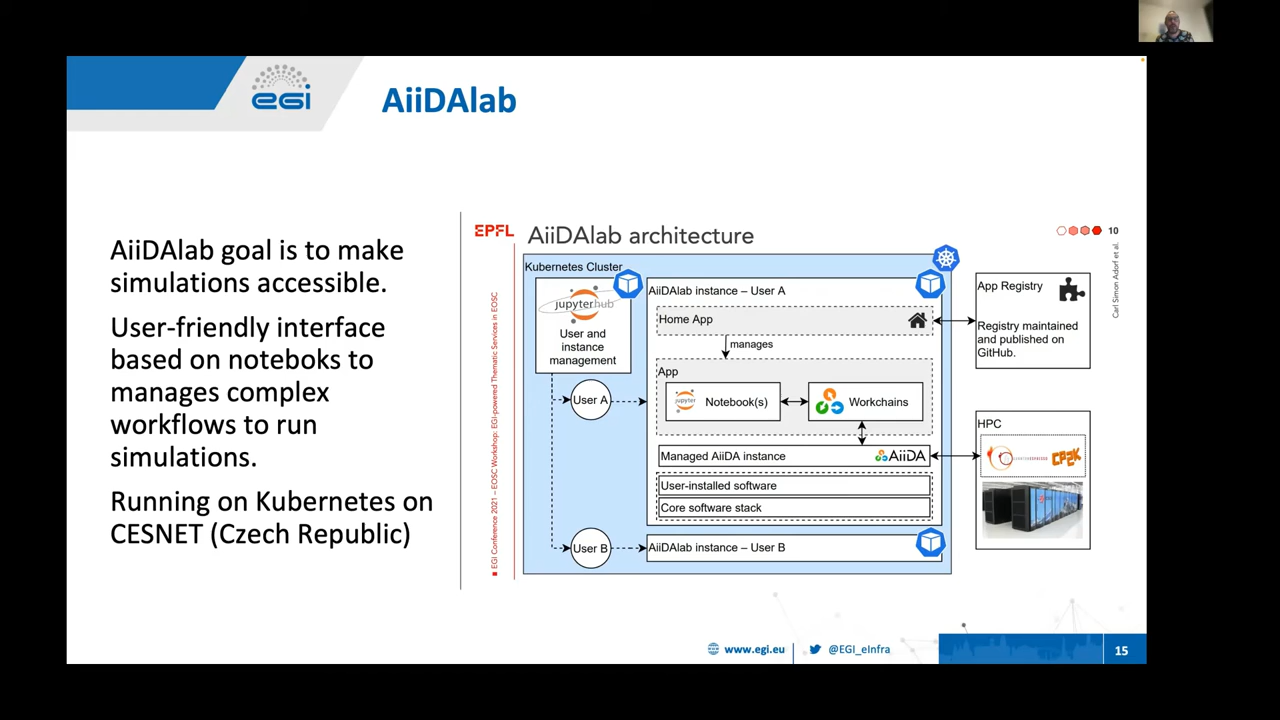 EGI
AiiDAlab
AiiDAlab goal is to make
simulations accessible.
User-friendly interface
based on noteboks to
manages complex
workflows to run
simulations.
Running on Kubernetes on
CESNET (Czech Republic)
EPFL
AiiDAlab architecture
10
EGI Conference 2021 – EOSC Workshop: EGI-powered Thematic Services in EOSC
Carl Simon Adorf et al.
Kubernetes Cluster
jupyterhub
User and
instance
management
User A
User B
AiiDAlab instance – User A
Home App
manages
App
jupyter
Notebook(s)
Workchains
Managed AiiDA instance
AiiDA
User-installed software
Core software stack
AiiDAlab instance – User B
App Registry
Registry maintained
and published on
GitHub.
HPC
CP2K
www.egi.eu
@EGI_eInfra
15